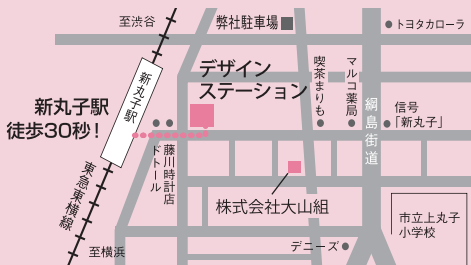 至渋谷
弊社駐車場
トヨタカローラ
デザイン
ステーション
喫茶まりも
マルコ薬局
綱島街道
信号
「新丸子」
新丸子駅
新丸子駅
徒歩30秒!
ドトール
藤川時計店
東急東横線
株式会社大山組
市立上丸子
小学校
至横浜
デニーズ